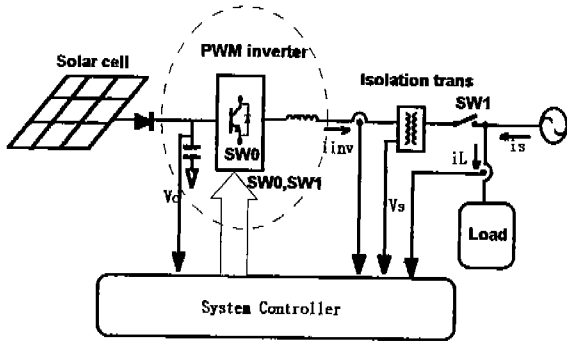 Solar cell
PWM inverter
Isolation trans
SW1
SW0
iinv
is
iL
SW0,SW1
Vc
Vs
Load
System Controller